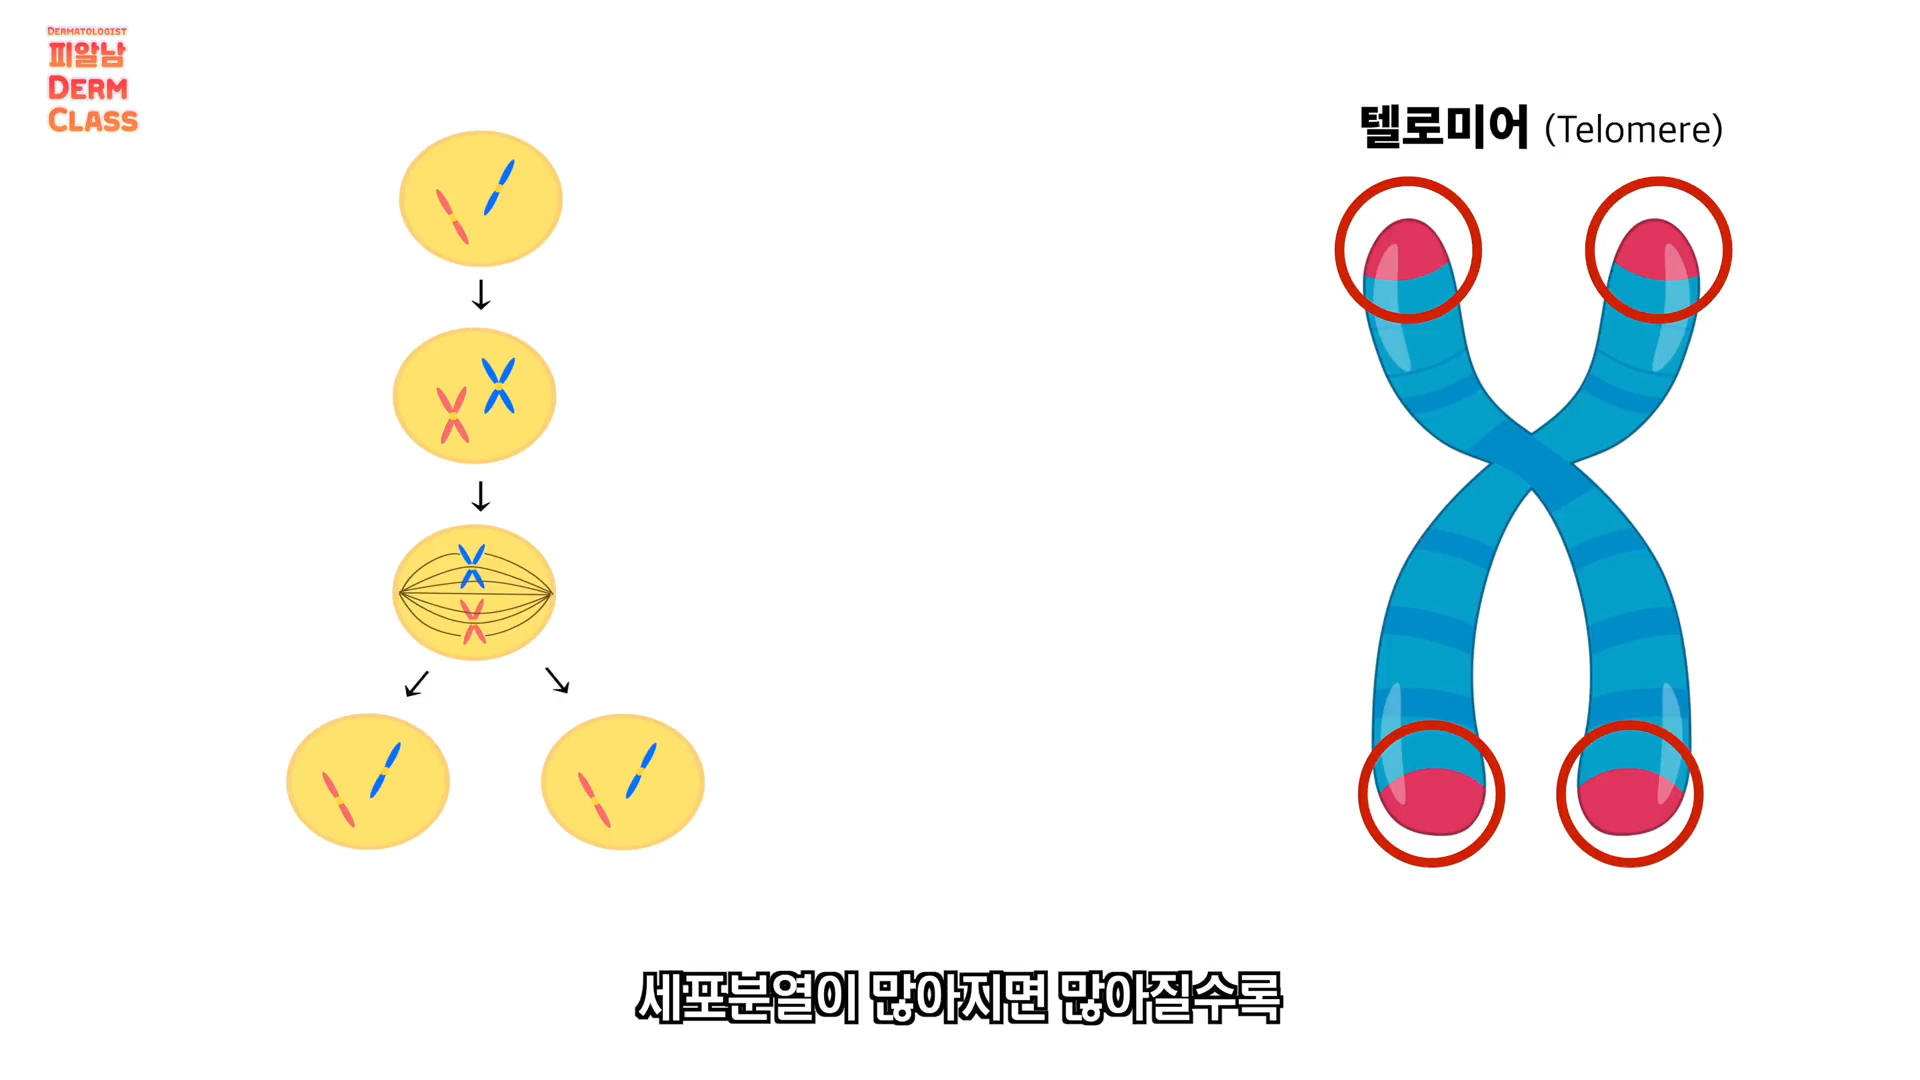 DERMATOLOGIST
피알남
DERM
CLASS
텔로미어 (Telomere)
세포분열이 많아지면 많아질수록